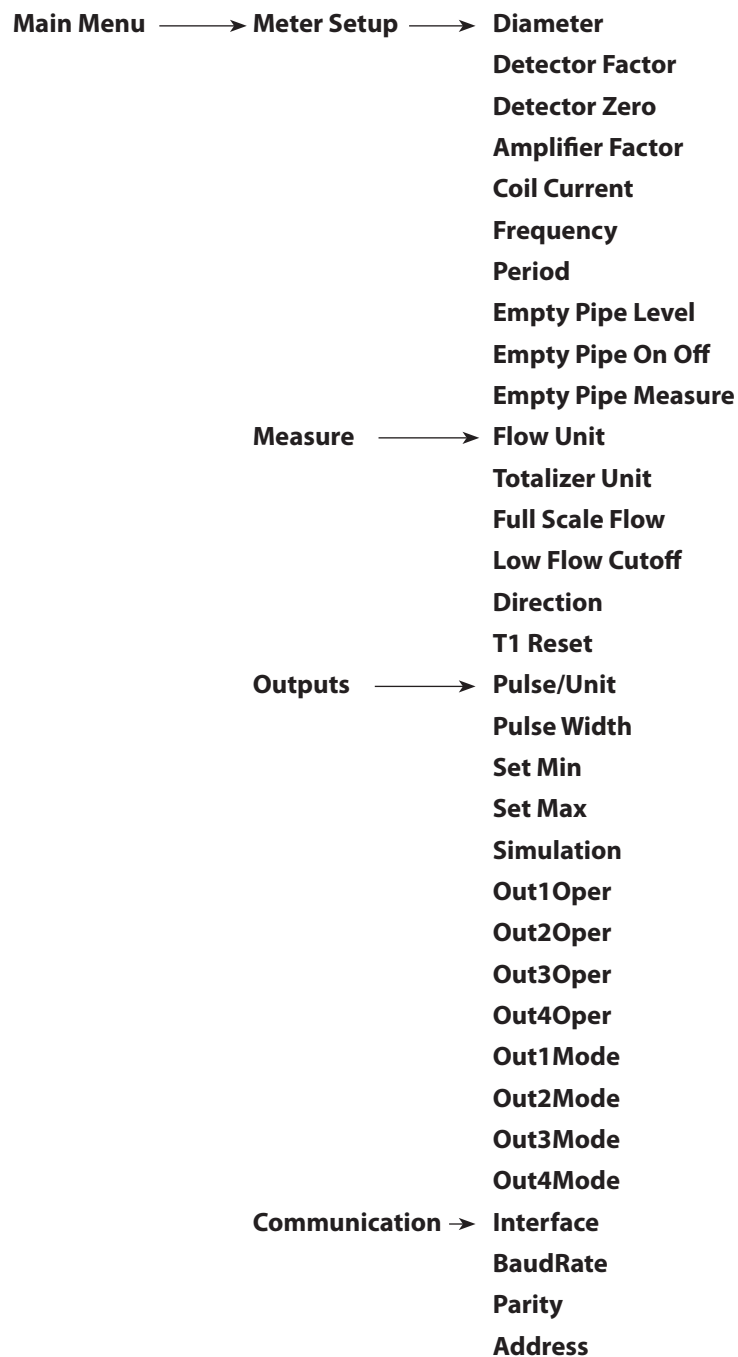 Main Menu Meter Setup Diameter
Detector Factor
Detector Zero
Amplifier Factor
Coil Current
Frequency
Period
Empty Pipe Level
Empty Pipe On Off
Empty Pipe Measure
Measure Flow Unit
Totalizer Unit
Full Scale Flow
Low Flow Cutoff
Direction
T1 Reset
Outputs Pulse/Unit
Pulse Width
Set Min
Set Max
Simulation
Out1Oper
Out2Oper
Out3Oper
Out4Oper
Out1Mode
Out2Mode
Out3Mode
Out4Mode
Communication Interface
BaudRate
Parity
Address